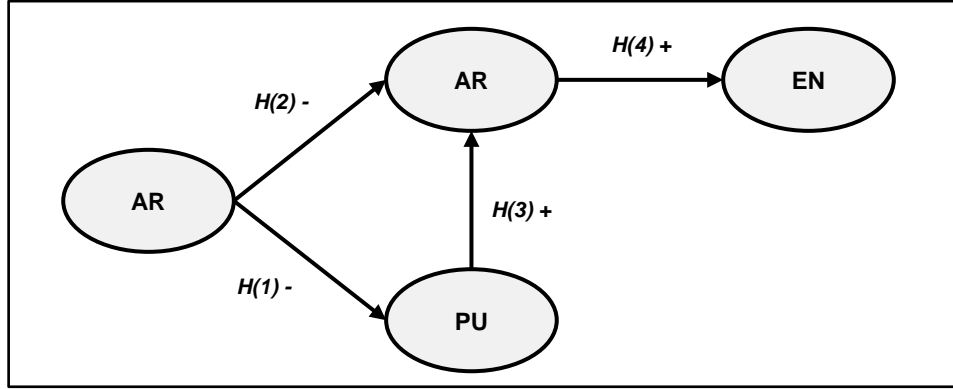 H(4) +
AR
EN
H(2) -
AR
H(3) +
H(1) -
PU